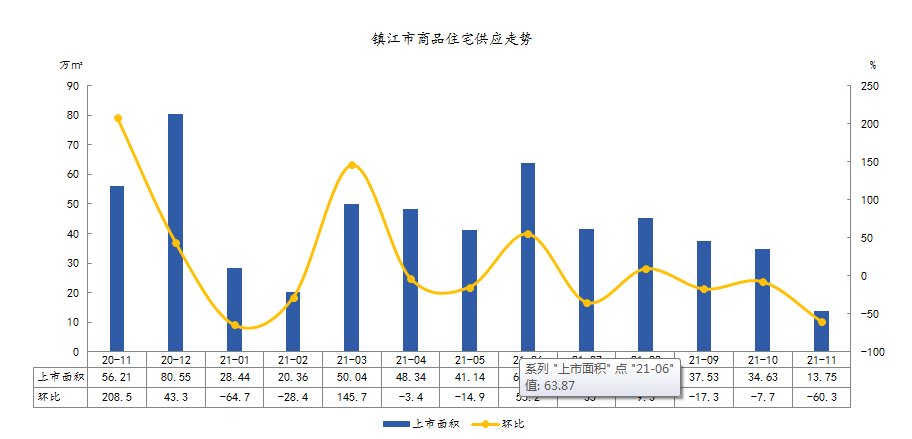 镇江市商品住宅供应走势
万㎡ %
90 250
80 200
70 150
60 100
50 50
40 0
30 -50
20 -100
10
0
20-11 20-12 21-01 21-02 21-03 21-04 21-05 21-09 21-10 21-11
上市面积 56.21 80.55 28.44 20.36 50.04 48.34 41.14 37.53 34.63 13.75
环比 208.5 43.3 -64.7 -28.4 145.7 -3.4 -14.9 -17.3 -7.7 -60.3
系列 "上市面积" 点 "21-06"
值: 63.87
上市面积 环比